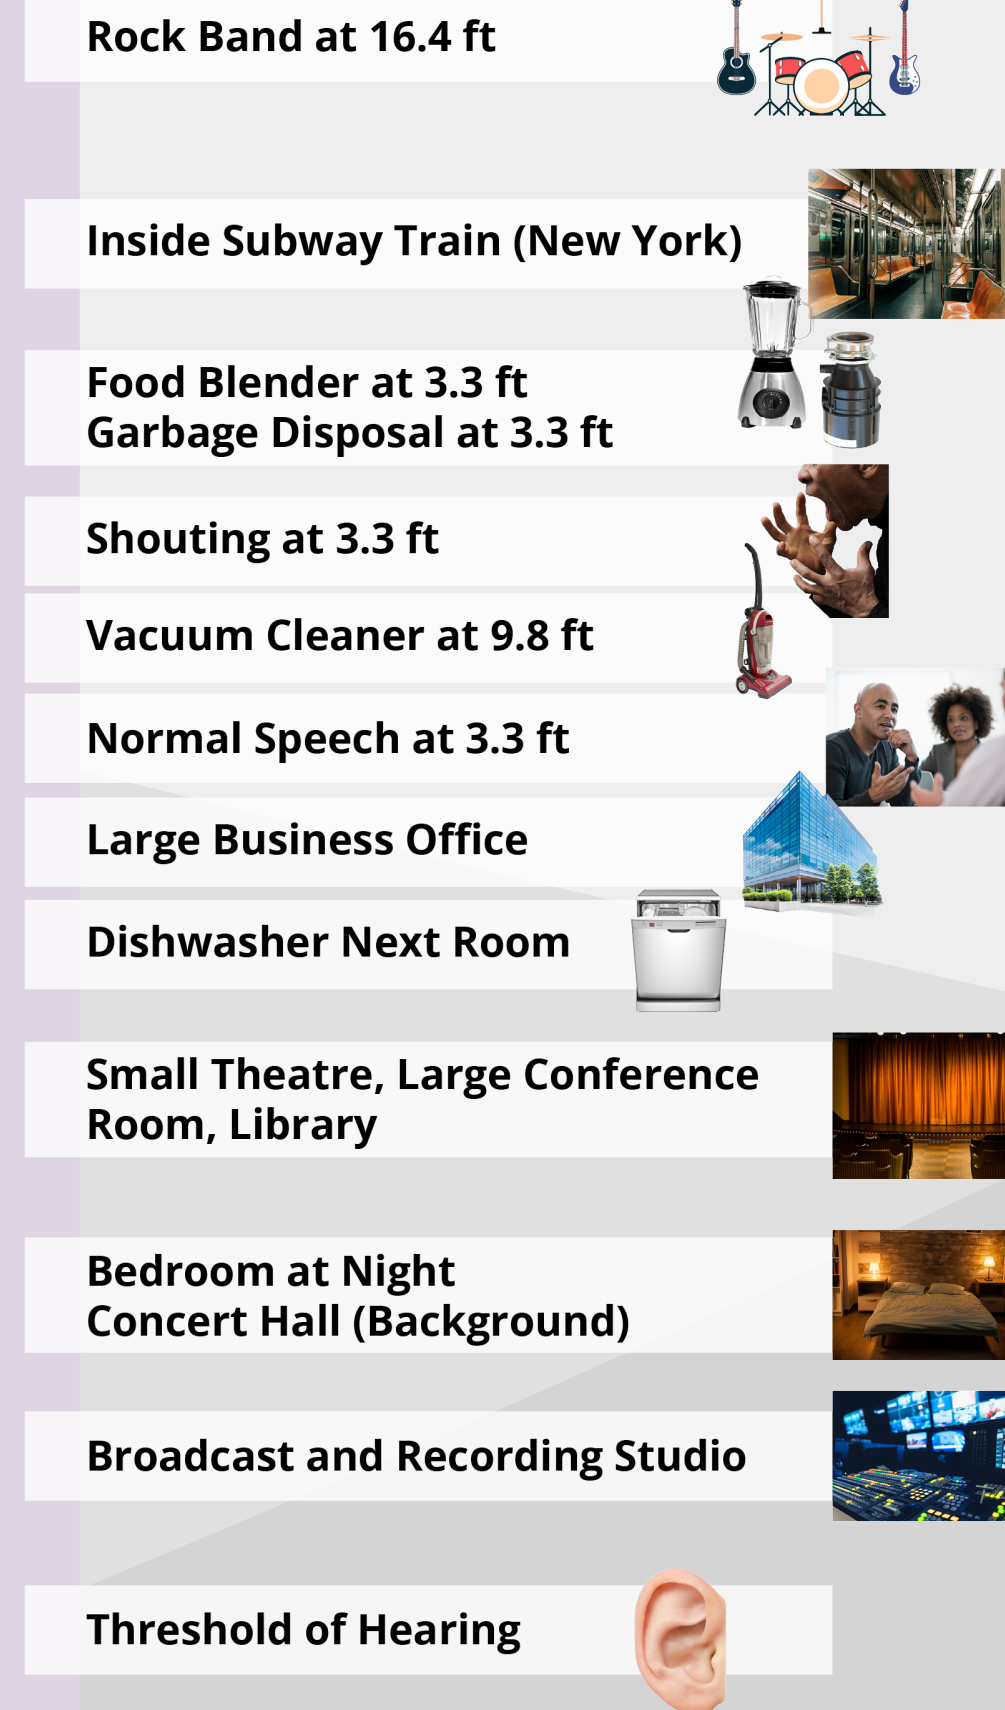 Rock Band at 16.4 ft
Inside Subway Train (New York)
Food Blender at 3.3 ft
Garbage Disposal at 3.3 ft
Shouting at 3.3 ft
Vacuum Cleaner at 9.8 ft
Normal Speech at 3.3 ft
Large Business Office
Dishwasher Next Room
Small Theatre, Large Conference
Room, Library
Bedroom at Night
Concert Hall (Background)
Broadcast and Recording Studio
Threshold of Hearing